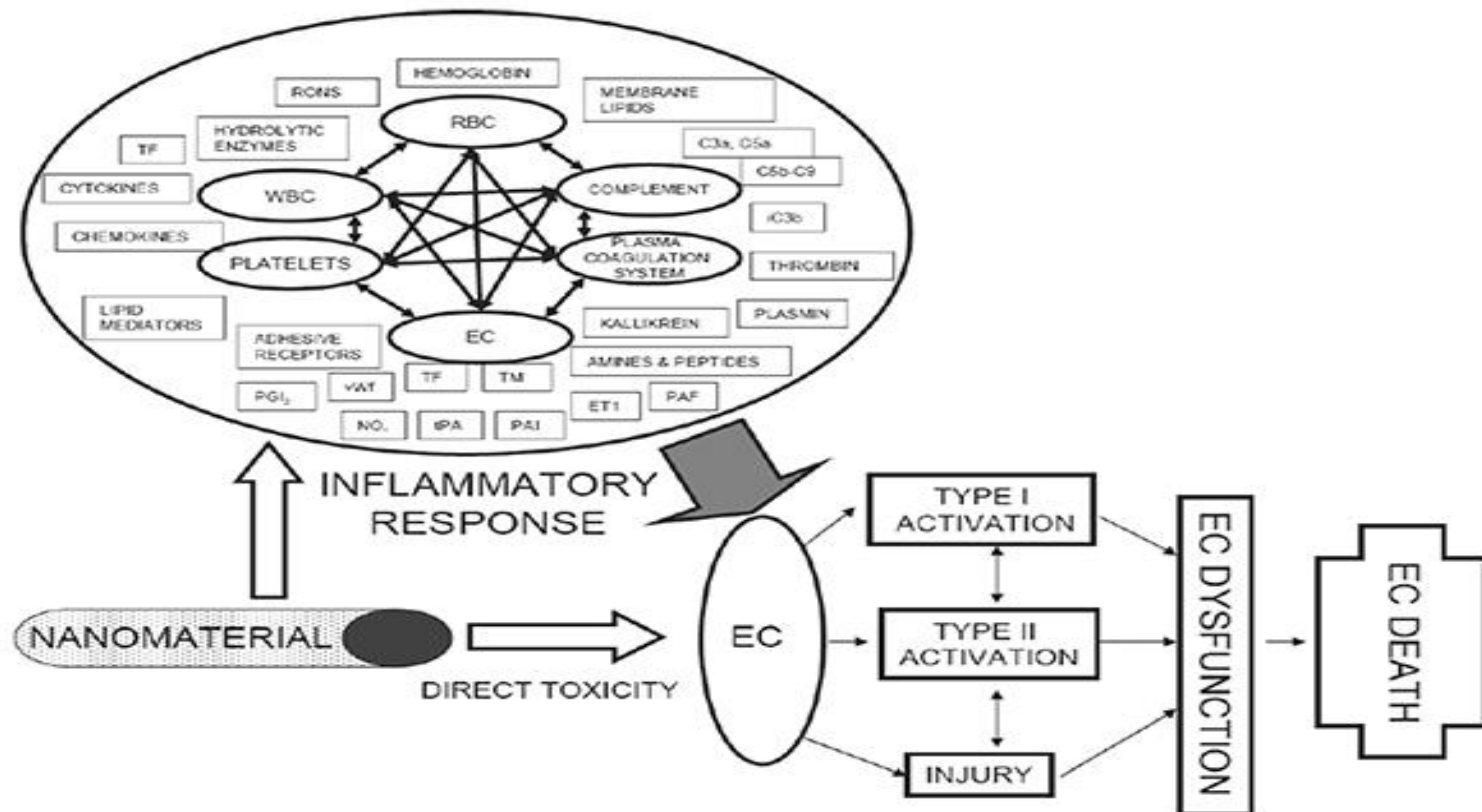 HEMOGLOBIN
RONS
MEMBRANE
LIPIDS
RBC
HYDROLYTIC
ENZYMES
TF
C3a, C5a
C5b-C9
CYTOKINES
WBC
COMPLEMENT
iC3b
CHEMOKINES
PLATELETS
PLASMA
COAGULATION
SYSTEM
THROMBIN
LIPID
MEDIATORS
ADHESIVE
RECEPTORS
EC
KALLIKREIN
PLASMIN
AMINES & PEPTIDES
PGI₂
vWf
TF
TM
ET1
PAF
NO.
tPA
PAI
INFLAMMATORY
RESPONSE
NANOMATERIAL
DIRECT TOXICITY
EC
TYPE I
ACTIVATION
TYPE II
ACTIVATION
INJURY
EC DYSFUNCTION
EC DEATH